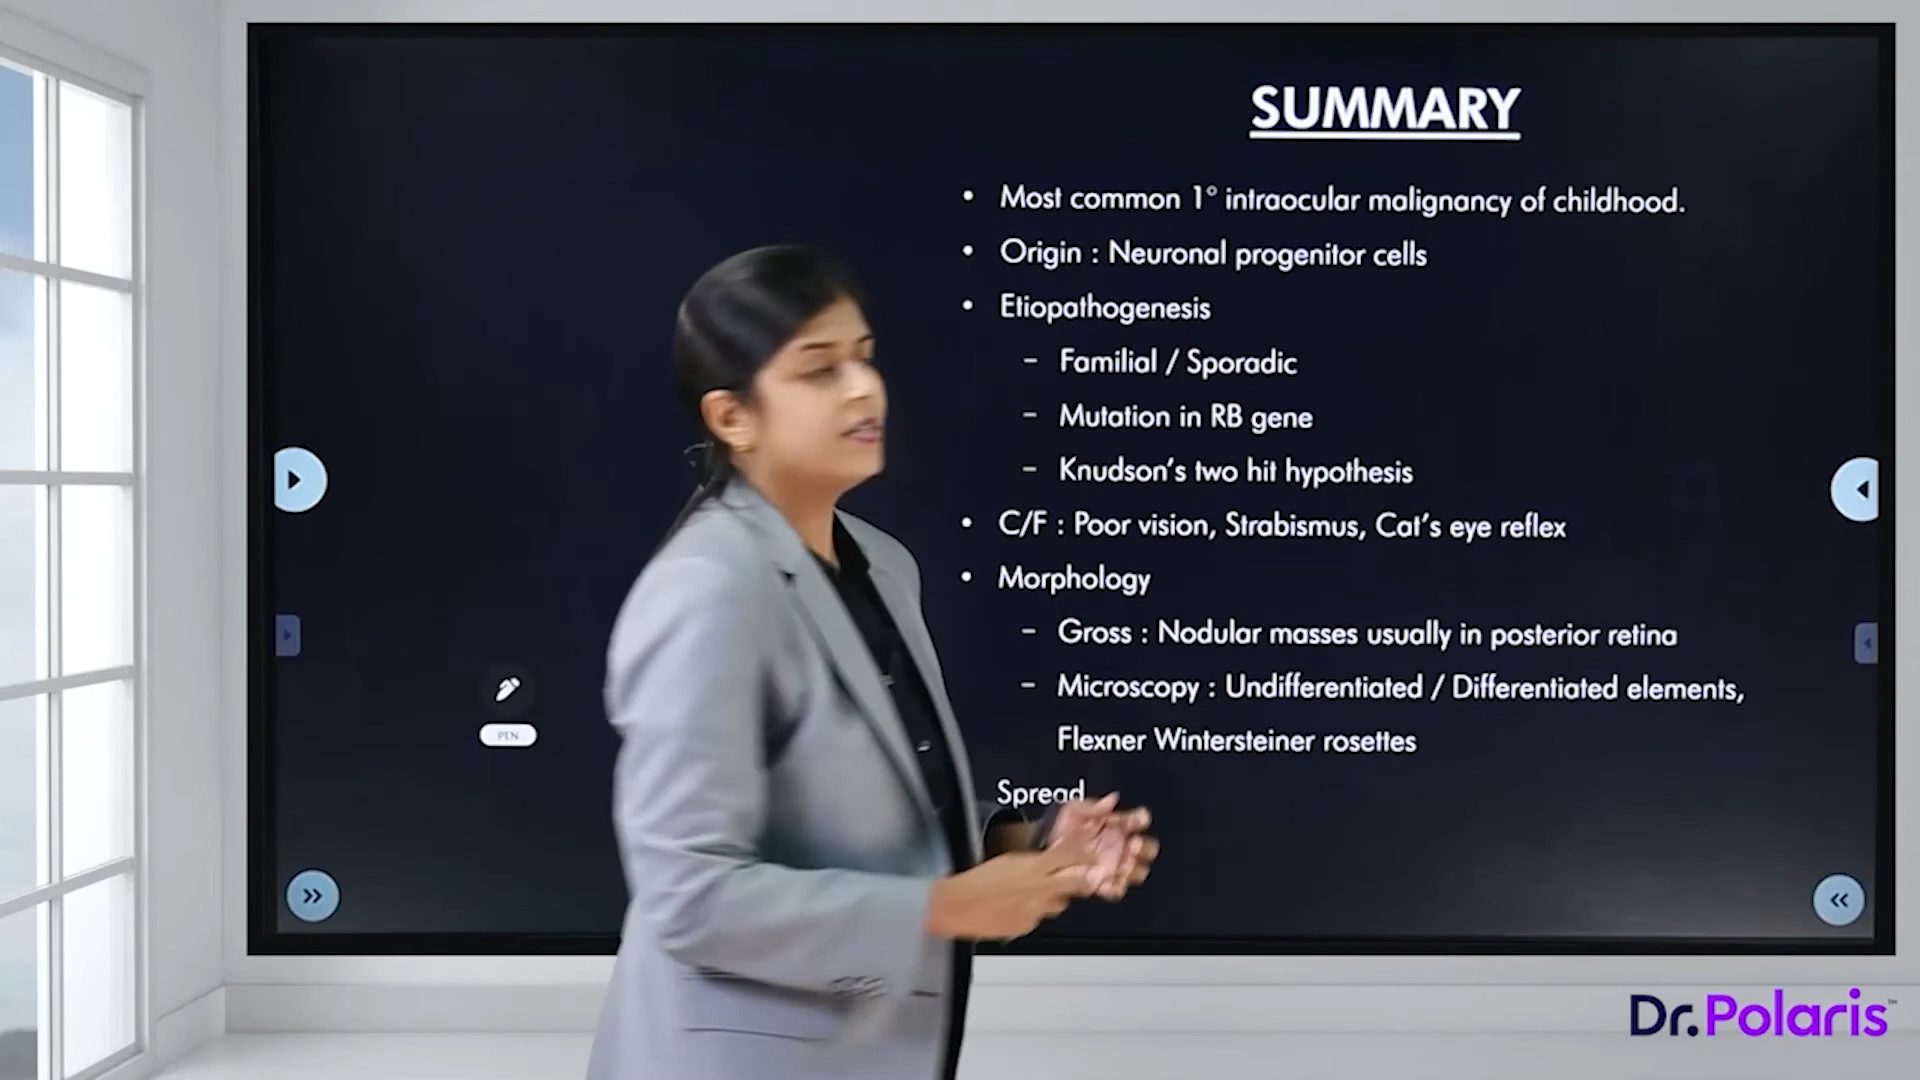 SUMMARY
• Most common 1° intraocular malignancy of childhood.
• Origin : Neuronal progenitor cells
• Etiopathogenesis
– Familial / Sporadic
– Mutation in RB gene
– Knudson's two hit hypothesis
• C/F : Poor vision, Strabismus, Cat's eye reflex
• Morphology
– Gross : Nodular masses usually in posterior retina
– Microscopy : Undifferentiated / Differentiated elements,
Flexner Wintersteiner rosettes
Spread
PEN
Dr.Polaris™